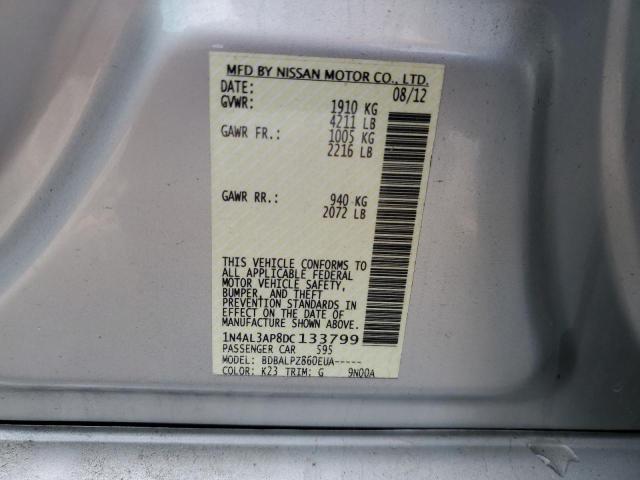 MFD BY NISSAN MOTOR CO., LTD.
DATE: 08/12
GVWR: 1910 KG
4211 LB
GAWR FR.: 1005 KG
2216 LB
GAWR RR.: 940 KG
2072 LB
THIS VEHICLE CONFORMS TO
ALL APPLICABLE FEDERAL
MOTOR VEHICLE SAFETY,
BUMPER, AND THEFT
PREVENTION STANDARDS IN
EFFECT ON THE DATE OF
MANUFACTURE SHOWN ABOVE.
1N4AL3AP8DC133799
PASSENGER CAR 595
MODEL: BDBALPZ860EUA-----
COLOR: K23 TRIM: G 9N00A